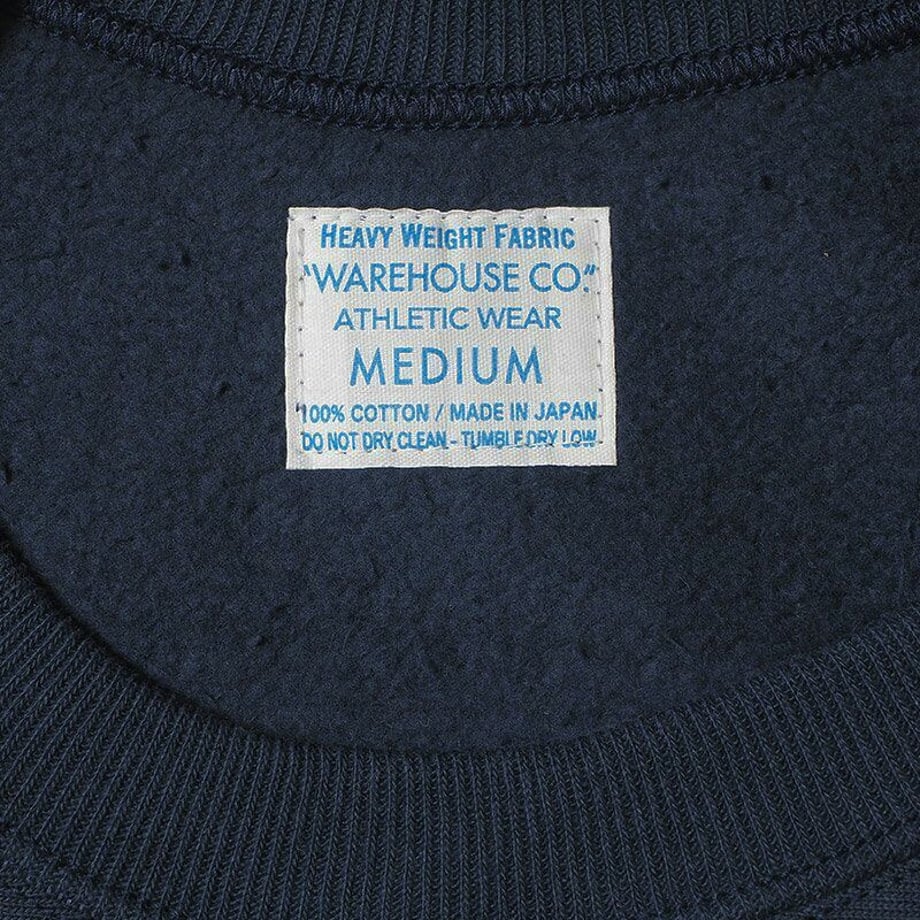 HEAVY WEIGHT FABRIC
"WAREHOUSE CO."
ATHLETIC WEAR
MEDIUM
100% COTTON / MADE IN JAPAN
DO NOT DRY CLEAN - TUMBLE DRY LOW